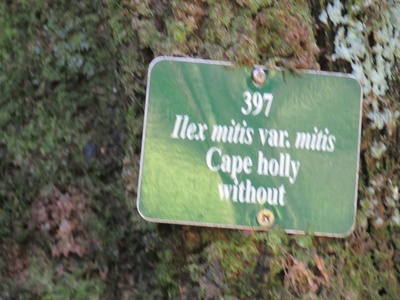 397
Ilex mitis var. mitis
Cape holly
without